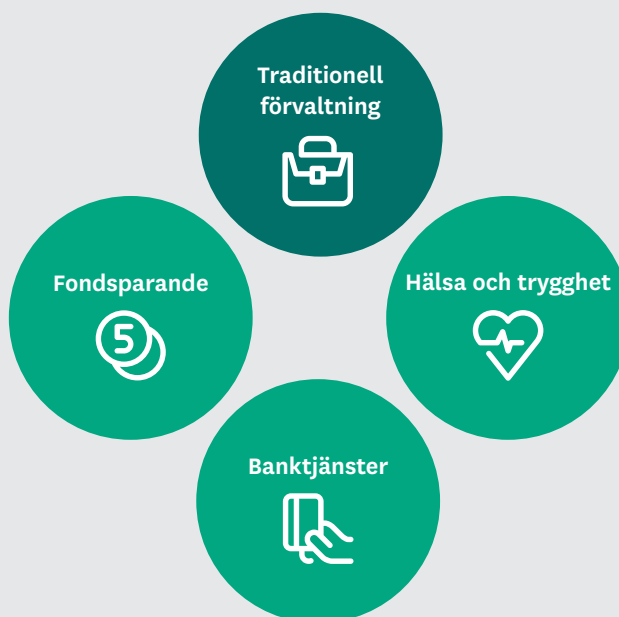 Traditionell
förvaltning
Fondsparande
5
Hälsa och trygghet
Banktjänster